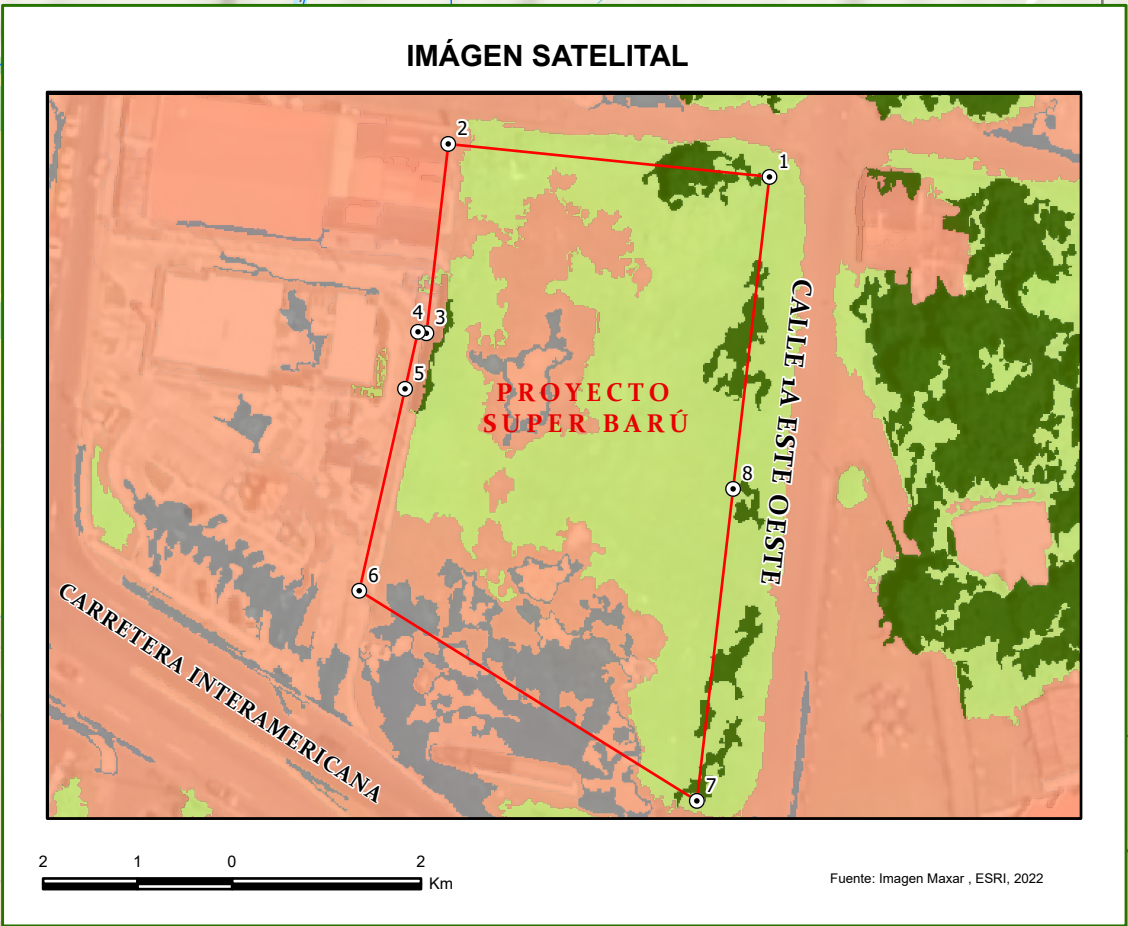 IMÁGEN SATELITAL
2
1
4 3
5
PROYECTO
SUPER BARÚ
CALLE 1A ESTE OESTE
8
6
CARRETERA INTERAMERICANA
7
2 1 0 2
Km
Fuente: Imagen Maxar , ESRI, 2022